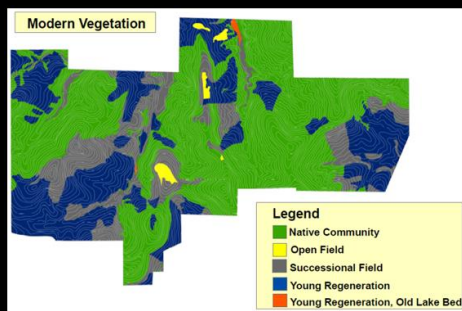 Modern Vegetation
Legend
Native Community
Open Field
Successional Field
Young Regeneration
Young Regeneration, Old Lake Bed